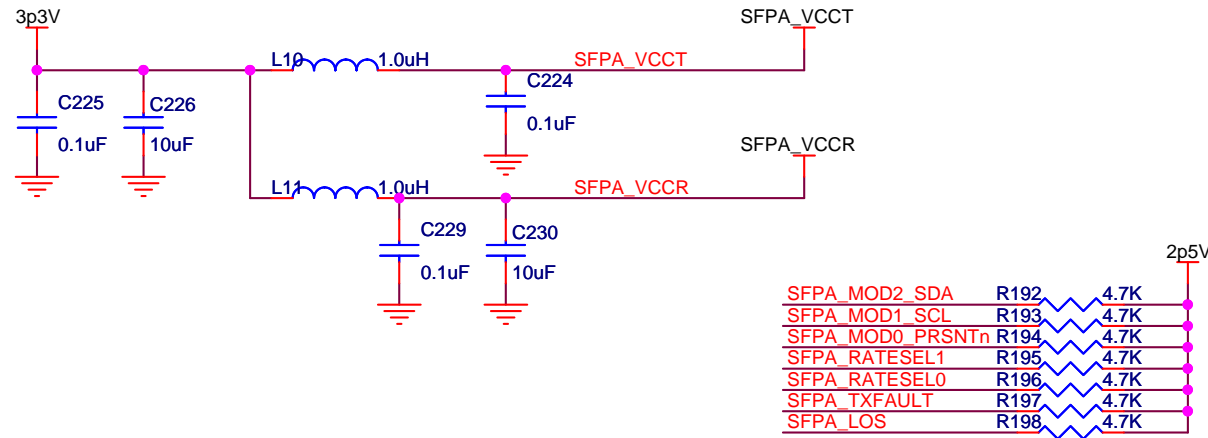 3p3V
SFPA_VCCT
L10 1.0uH SFPA_VCCT
C225 C226 C224
0.1uF 10uF 0.1uF
SFPA_VCCR
L11 1.0uH SFPA_VCCR
C229 C230
0.1uF 10uF
2p5V
SFPA_MOD2_SDA R192 4.7K
SFPA_MOD1_SCL R193 4.7K
SFPA_MOD0_PRSNTn R194 4.7K
SFPA_RATESEL1 R195 4.7K
SFPA_RATESEL0 R196 4.7K
SFPA_TXFAULT R197 4.7K
SFPA_LOS R198 4.7K